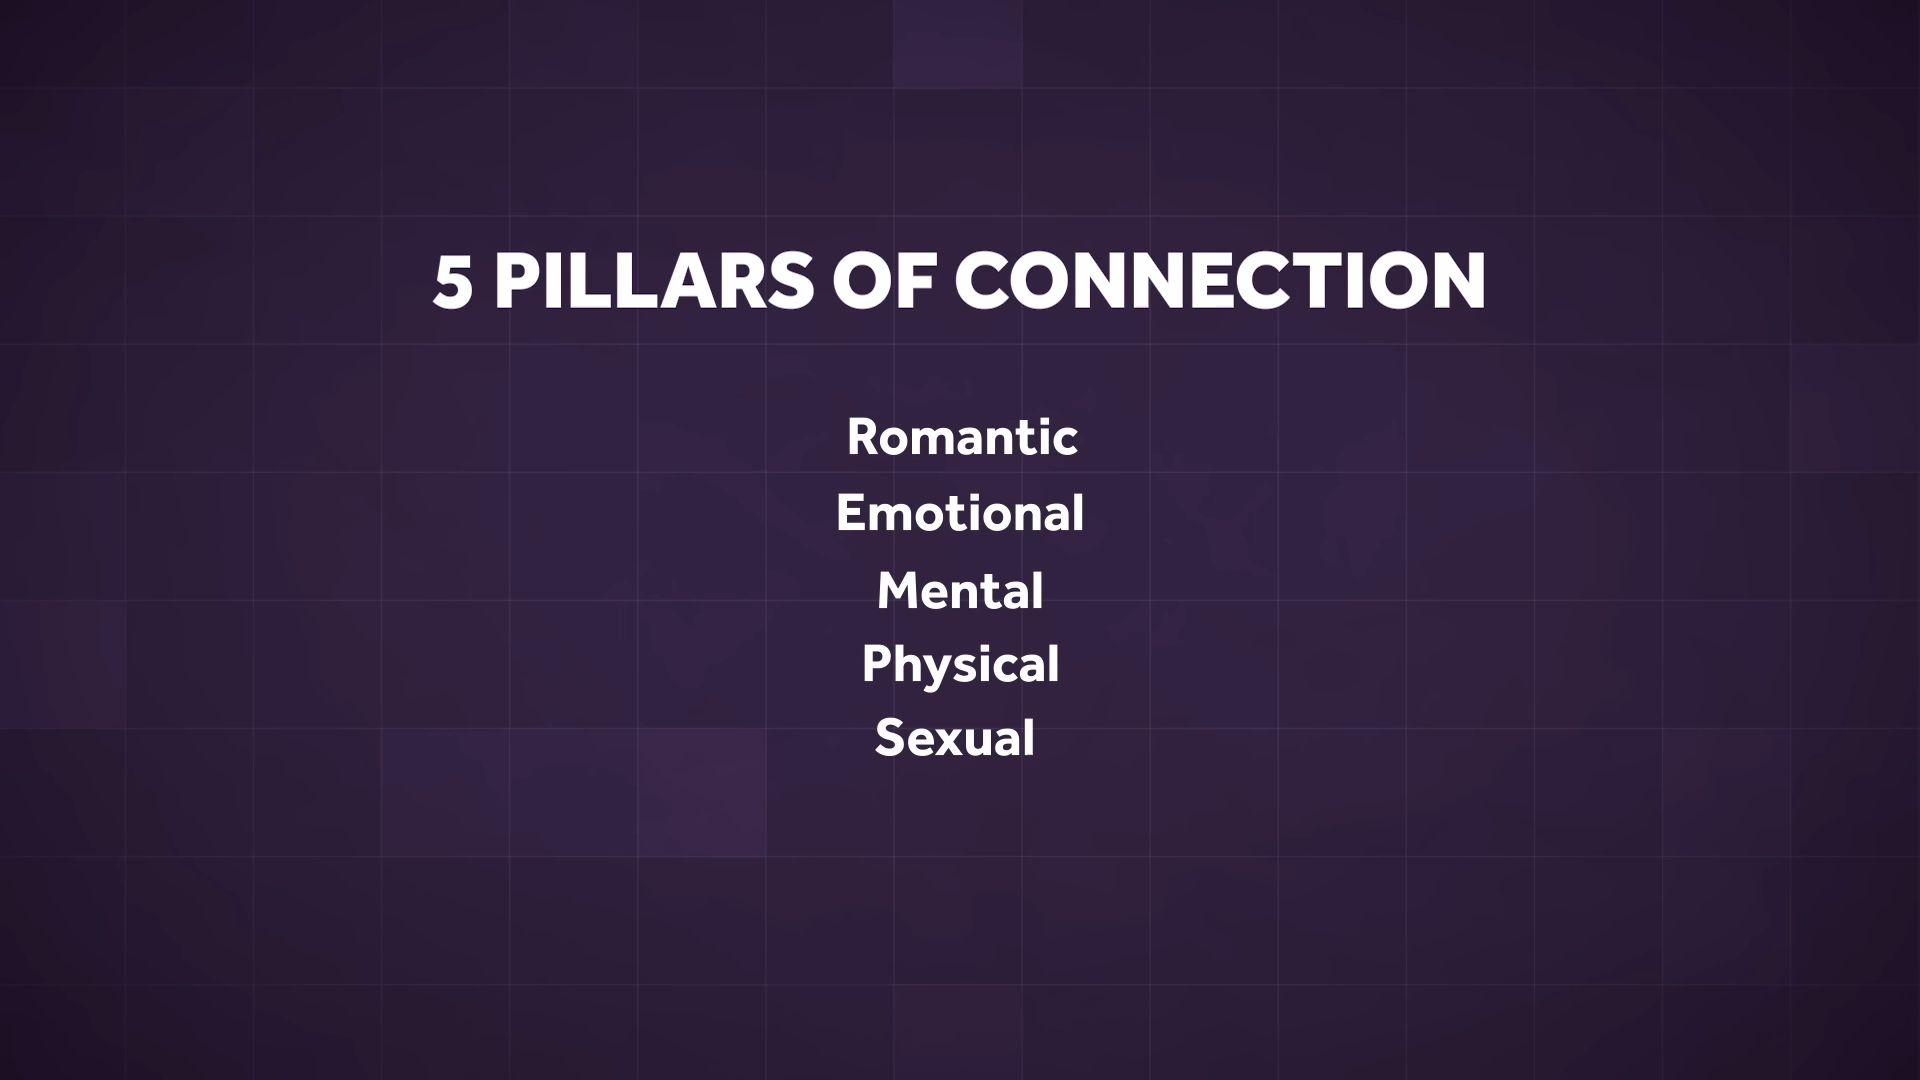 5 PILLARS OF CONNECTION
Romantic
Emotional
Mental
Physical
Sexual